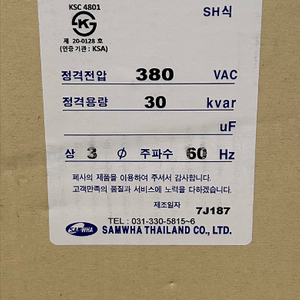 KSC 4801
SH식
제 20-0128 호
(인증기관 : KSA)
정격전압 380 VAC
정격용량 30 kvar
uF
상 3 Ø 주파수 60 Hz
폐사의 제품을 이용하여 주셔서 감사합니다.
고객만족의 품질과 서비스에 노력을 다하겠습니다.
제조일자
7J187
TEL : 031-330-5815~6
SAMWHA SAMWHA THAILAND CO., LTD.